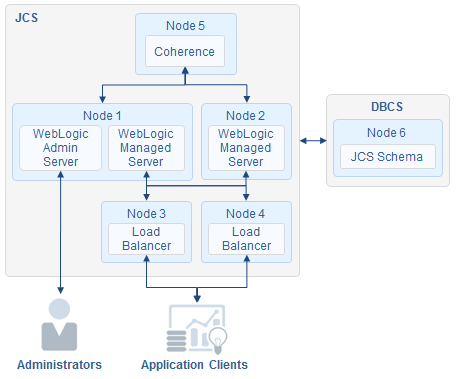 JCS
Node 5
Coherence
Node 1
WebLogic
Admin
Server
WebLogic
Managed
Server
Node 2
WebLogic
Managed
Server
DBCS
Node 6
JCS Schema
Node 3
Load
Balancer
Node 4
Load
Balancer
Administrators
Application Clients